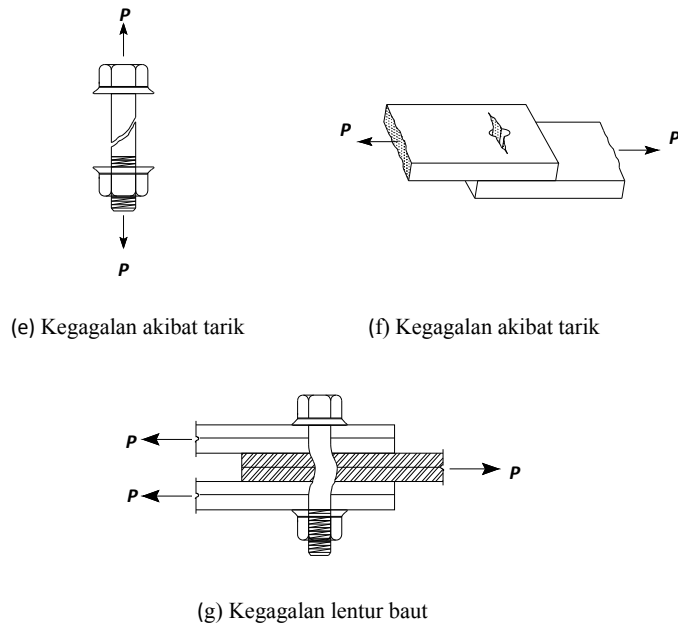 P
P
P
P
(e) Kegagalan akibat tarik
(f) Kegagalan akibat tarik
P
P
P
(g) Kegagalan lentur baut